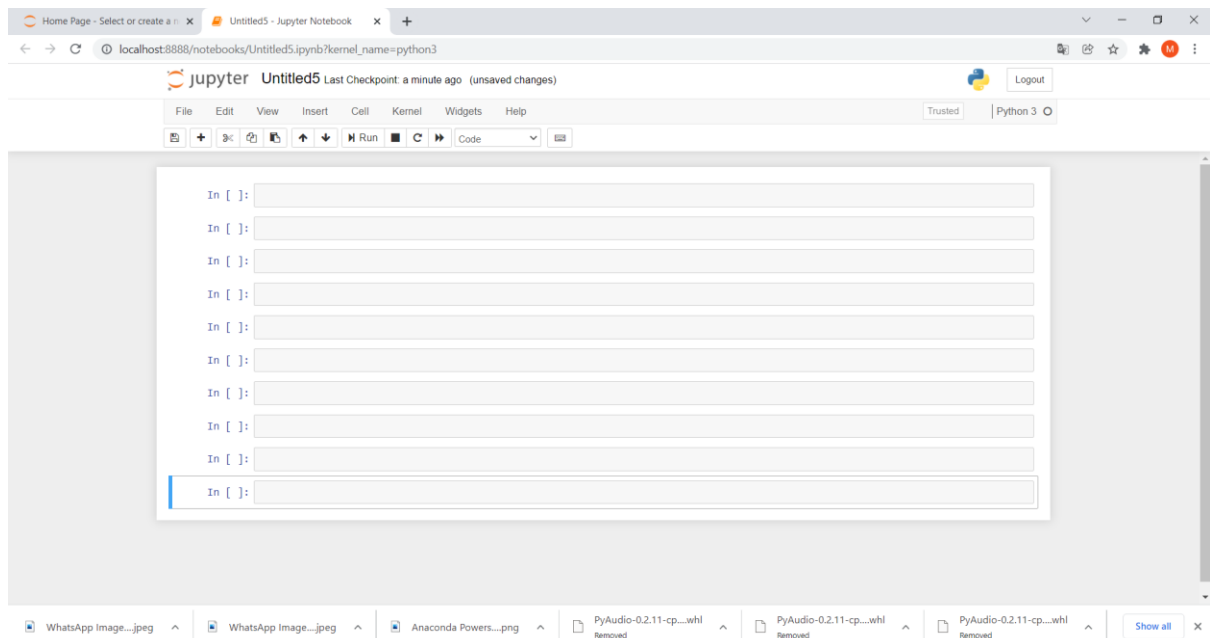 Home Page - Select or create a n
Untitled5 - Jupyter Notebook
localhost:8888/notebooks/Untitled5.ipynb?kernel_name=python3
M
jupyter Untitled5 Last Checkpoint: a minute ago (unsaved changes)
Logout
File Edit View Insert Cell Kernel Widgets Help
Trusted Python 3
Run Code
In [ ]:
In [ ]:
In [ ]:
In [ ]:
In [ ]:
In [ ]:
In [ ]:
In [ ]:
In [ ]:
In [ ]:
WhatsApp Image....jpeg WhatsApp Image....jpeg Anaconda Powers....png PyAudio-0.2.11-cp....whl PyAudio-0.2.11-cp....whl PyAudio-0.2.11-cp....whl Show all
Removed Removed Removed